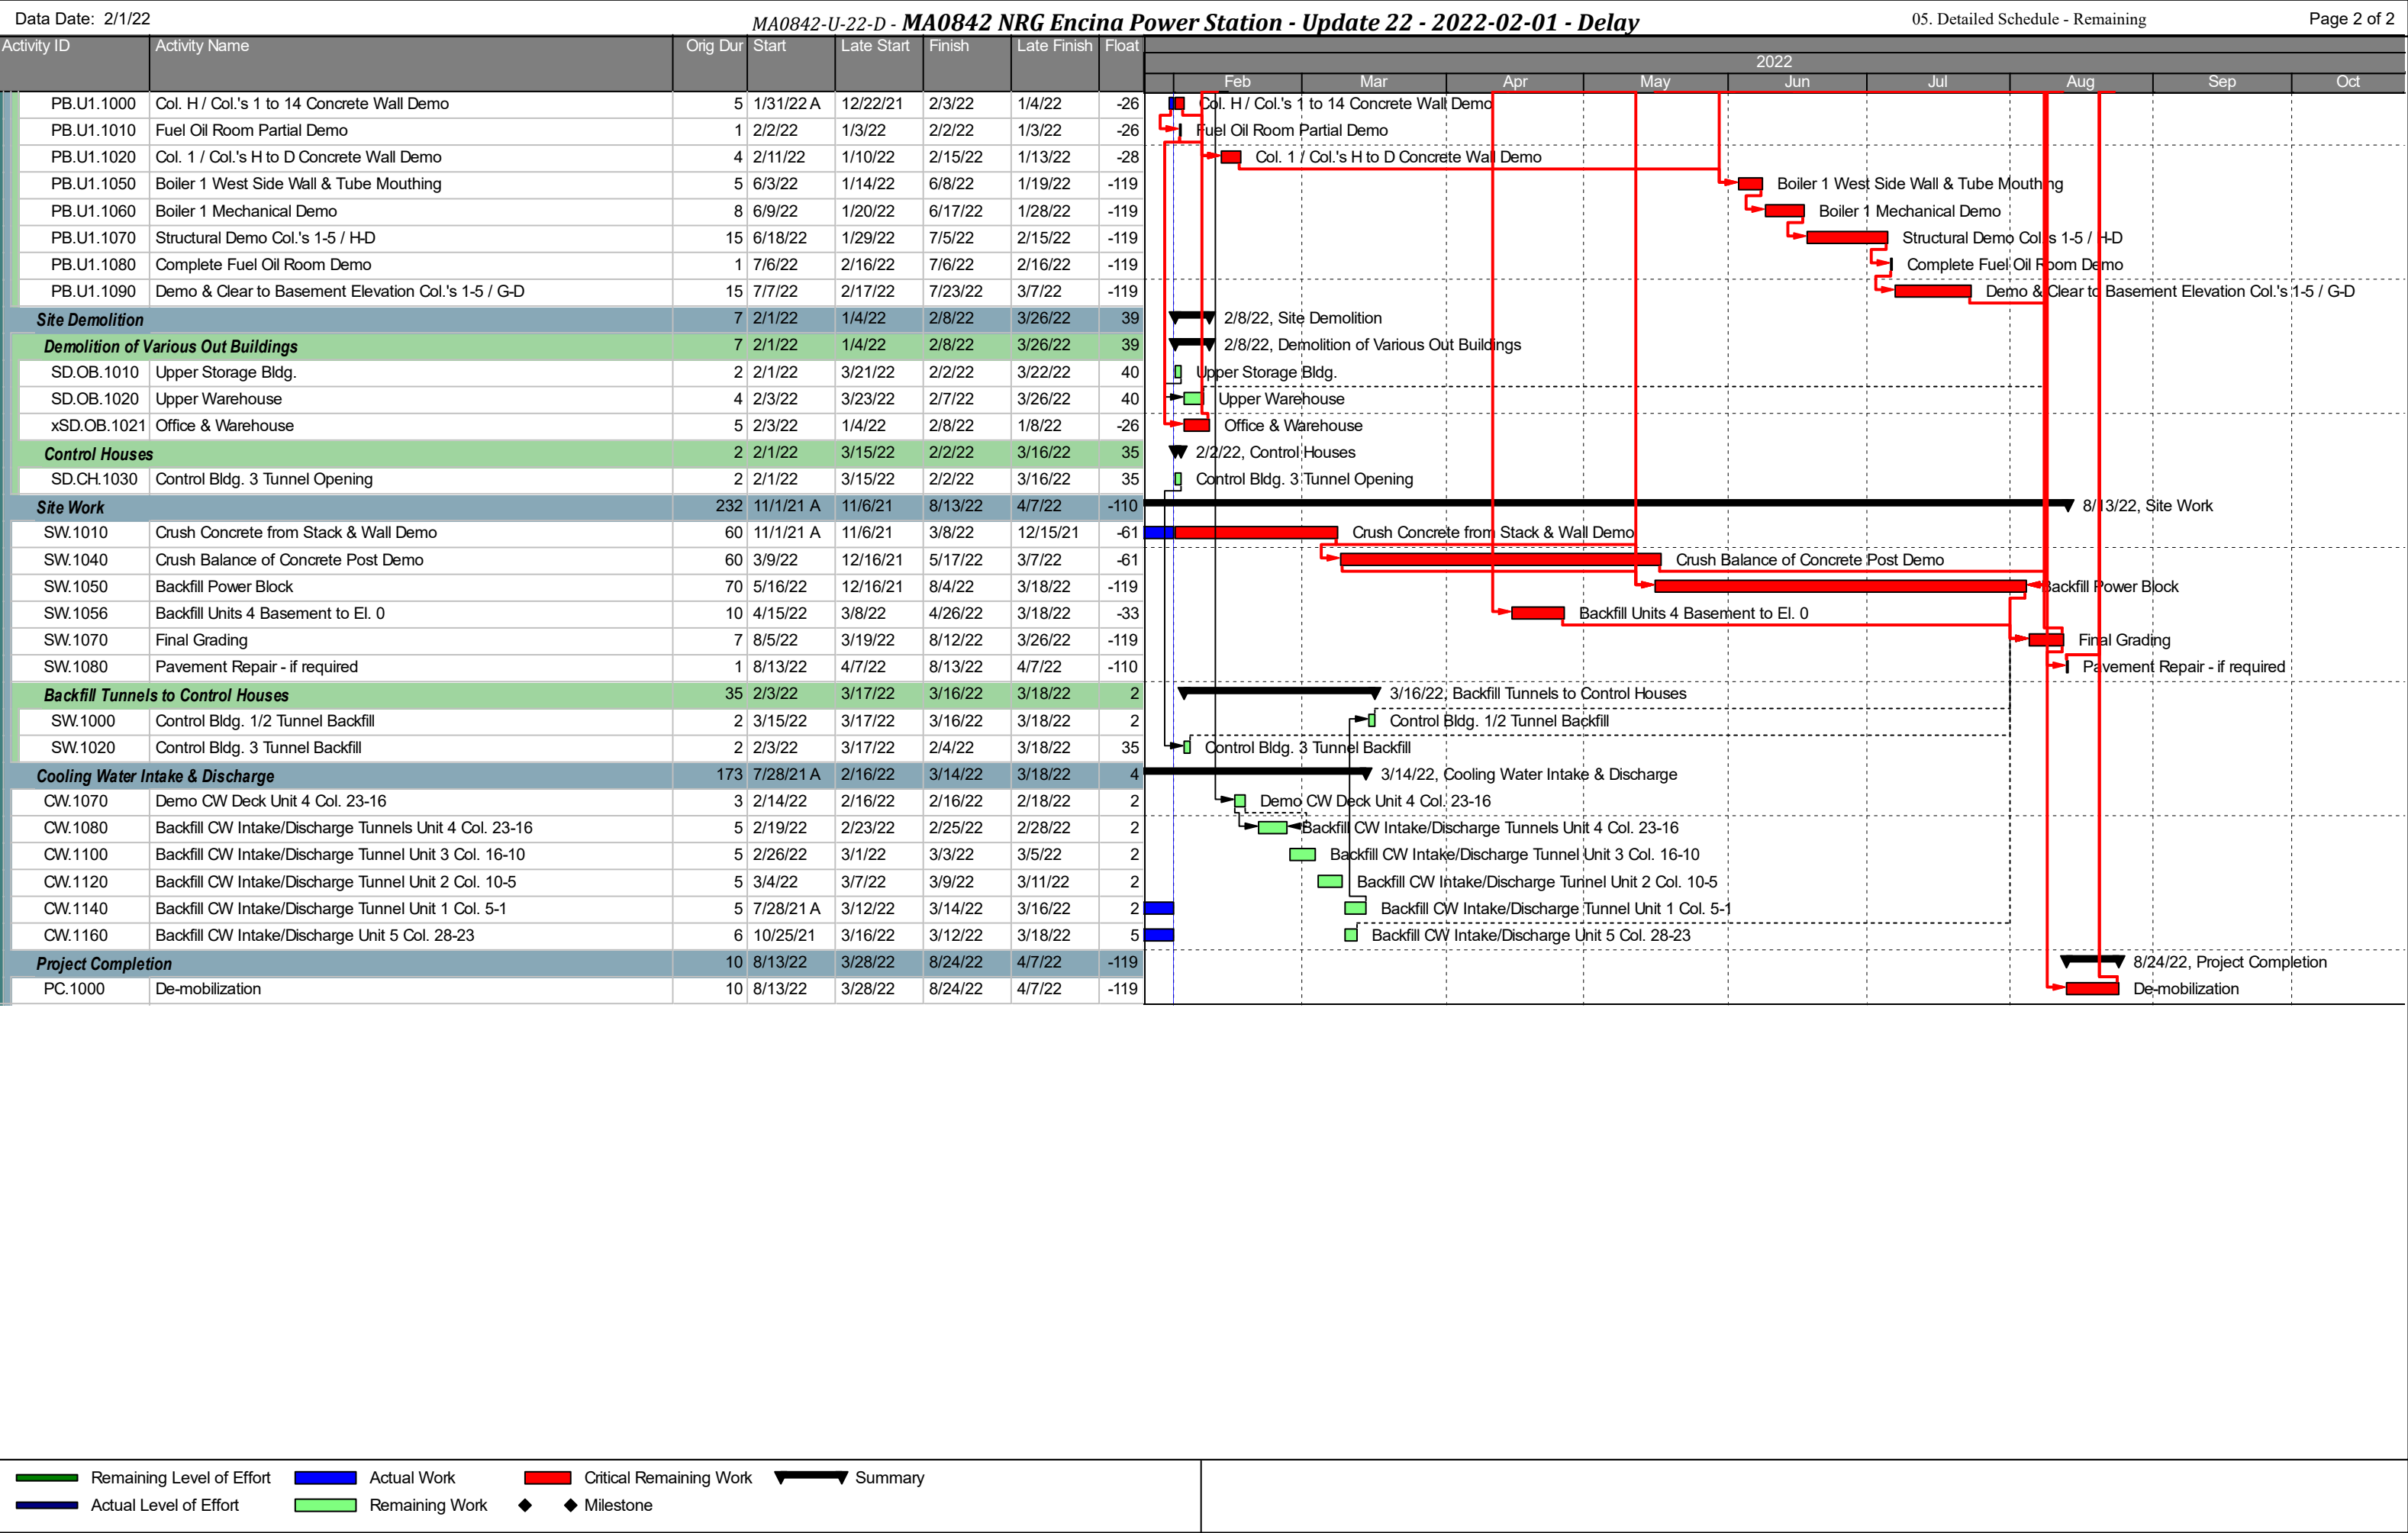 Data Date: 2/1/22 MA0842-U-22-D - MA0842 NRG Encina Power Station - Update 22 - 2022-02-01 - Delay 05. Detailed Schedule - Remaining Page 2 of 2
Activity ID Activity Name Orig Dur Start Late Start Finish Late Finish Float
2022
Feb Mar Apr May Jun Jul Aug Sep Oct
PB.U1.1000 Col. H / Col.'s 1 to 14 Concrete Wall Demo 5 1/31/22 A 12/22/21 2/3/22 1/4/22 -26 Col. H / Col.'s 1 to 14 Concrete Wall Demo
PB.U1.1010 Fuel Oil Room Partial Demo 1 2/2/22 1/3/22 2/2/22 1/3/22 -26 Fuel Oil Room Partial Demo
PB.U1.1020 Col. 1 / Col.'s H to D Concrete Wall Demo 4 2/11/22 1/10/22 2/15/22 1/13/22 -28 Col. 1 / Col.'s H to D Concrete Wall Demo
PB.U1.1050 Boiler 1 West Side Wall & Tube Mouthing 5 6/3/22 1/14/22 6/8/22 1/19/22 -119 Boiler 1 West Side Wall & Tube Mouthing
PB.U1.1060 Boiler 1 Mechanical Demo 8 6/9/22 1/20/22 6/17/22 1/28/22 -119 Boiler 1 Mechanical Demo
PB.U1.1070 Structural Demo Col.'s 1-5 / H-D 15 6/18/22 1/29/22 7/5/22 2/15/22 -119 Structural Demo Col.'s 1-5 / H-D
PB.U1.1080 Complete Fuel Oil Room Demo 1 7/6/22 2/16/22 7/6/22 2/16/22 -119 Complete Fuel Oil Room Demo
PB.U1.1090 Demo & Clear to Basement Elevation Col.'s 1-5 / G-D 15 7/7/22 2/17/22 7/23/22 3/7/22 -119 Demo & Clear to Basement Elevation Col.'s 1-5 / G-D
Site Demolition 7 2/1/22 1/4/22 2/8/22 3/26/22 39 2/8/22, Site Demolition
Demolition of Various Out Buildings 7 2/1/22 1/4/22 2/8/22 3/26/22 39 2/8/22, Demolition of Various Out Buildings
SD.OB.1010 Upper Storage Bldg. 2 2/1/22 3/21/22 2/2/22 3/22/22 40 Upper Storage Bldg.
SD.OB.1020 Upper Warehouse 4 2/3/22 3/23/22 2/7/22 3/26/22 40 Upper Warehouse
xSD.OB.1021 Office & Warehouse 5 2/3/22 1/4/22 2/8/22 1/8/22 -26 Office & Warehouse
Control Houses 2 2/1/22 3/15/22 2/2/22 3/16/22 35 2/2/22, Control Houses
SD.CH.1030 Control Bldg. 3 Tunnel Opening 2 2/1/22 3/15/22 2/2/22 3/16/22 35 Control Bldg. 3 Tunnel Opening
Site Work 232 11/1/21 A 11/6/21 8/13/22 4/7/22 -110 8/13/22, Site Work
SW.1010 Crush Concrete from Stack & Wall Demo 60 11/1/21 A 11/6/21 3/8/22 12/15/21 -61 Crush Concrete from Stack & Wall Demo
SW.1040 Crush Balance of Concrete Post Demo 60 3/9/22 12/16/21 5/17/22 3/7/22 -61 Crush Balance of Concrete Post Demo
SW.1050 Backfill Power Block 70 5/16/22 12/16/21 8/4/22 3/18/22 -119 Backfill Power Block
SW.1056 Backfill Units 4 Basement to El. 0 10 4/15/22 3/8/22 4/26/22 3/18/22 -33 Backfill Units 4 Basement to El. 0
SW.1070 Final Grading 7 8/5/22 3/19/22 8/12/22 3/26/22 -119 Final Grading
SW.1080 Pavement Repair - if required 1 8/13/22 4/7/22 8/13/22 4/7/22 -110 Pavement Repair - if required
Backfill Tunnels to Control Houses 35 2/3/22 3/17/22 3/16/22 3/18/22 2 3/16/22, Backfill Tunnels to Control Houses
SW.1000 Control Bldg. 1/2 Tunnel Backfill 2 3/15/22 3/17/22 3/16/22 3/18/22 2 Control Bldg. 1/2 Tunnel Backfill
SW.1020 Control Bldg. 3 Tunnel Backfill 2 2/3/22 3/17/22 2/4/22 3/18/22 35 Control Bldg. 3 Tunnel Backfill
Cooling Water Intake & Discharge 173 7/28/21 A 2/16/22 3/14/22 3/18/22 4 3/14/22, Cooling Water Intake & Discharge
CW.1070 Demo CW Deck Unit 4 Col. 23-16 3 2/14/22 2/16/22 2/16/22 2/18/22 2 Demo CW Deck Unit 4 Col. 23-16
CW.1080 Backfill CW Intake/Discharge Tunnels Unit 4 Col. 23-16 5 2/19/22 2/23/22 2/25/22 2/28/22 2 Backfill CW Intake/Discharge Tunnels Unit 4 Col. 23-16
CW.1100 Backfill CW Intake/Discharge Tunnel Unit 3 Col. 16-10 5 2/26/22 3/1/22 3/3/22 3/5/22 2 Backfill CW Intake/Discharge Tunnel Unit 3 Col. 16-10
CW.1120 Backfill CW Intake/Discharge Tunnel Unit 2 Col. 10-5 5 3/4/22 3/7/22 3/9/22 3/11/22 2 Backfill CW Intake/Discharge Tunnel Unit 2 Col. 10-5
CW.1140 Backfill CW Intake/Discharge Tunnel Unit 1 Col. 5-1 5 7/28/21 A 3/12/22 3/14/22 3/16/22 2 Backfill CW Intake/Discharge Tunnel Unit 1 Col. 5-1
CW.1160 Backfill CW Intake/Discharge Unit 5 Col. 28-23 6 10/25/21 3/16/22 3/12/22 3/18/22 5 Backfill CW Intake/Discharge Unit 5 Col. 28-23
Project Completion 10 8/13/22 3/28/22 8/24/22 4/7/22 -119 8/24/22, Project Completion
PC.1000 De-mobilization 10 8/13/22 3/28/22 8/24/22 4/7/22 -119 De-mobilization
Remaining Level of Effort Actual Work Critical Remaining Work Summary
Actual Level of Effort Remaining Work Milestone